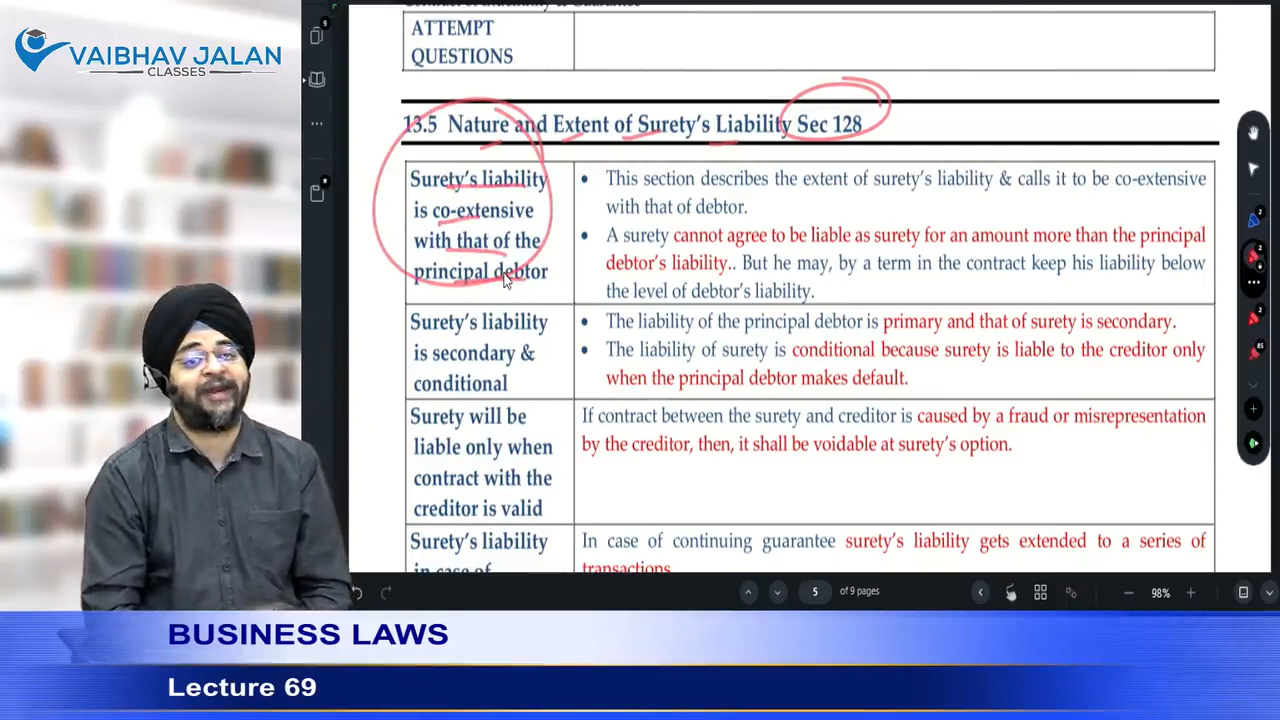 VAIBHAV JALAN
CLASSES
ATTEMPT
QUESTIONS
13.5 Nature and Extent of Surety's Liability Sec 128
Surety's liability
is co-extensive
with that of the
principal debtor
• This section describes the extent of surety's liability & calls it to be co-extensive
with that of debtor.
• A surety cannot agree to be liable as surety for an amount more than the principal
debtor's liability.. But he may, by a term in the contract keep his liability below
the level of debtor's liability.
Surety's liability
is secondary &
conditional
• The liability of the principal debtor is primary and that of surety is secondary.
• The liability of surety is conditional because surety is liable to the creditor only
when the principal debtor makes default.
Surety will be
liable only when
contract with the
creditor is valid
If contract between the surety and creditor is caused by a fraud or misrepresentation
by the creditor, then, it shall be voidable at surety's option.
Surety's liability
in case of
In case of continuing guarantee surety's liability gets extended to a series of
transactions
5 of 9 pages
98%
BUSINESS LAWS
Lecture 69